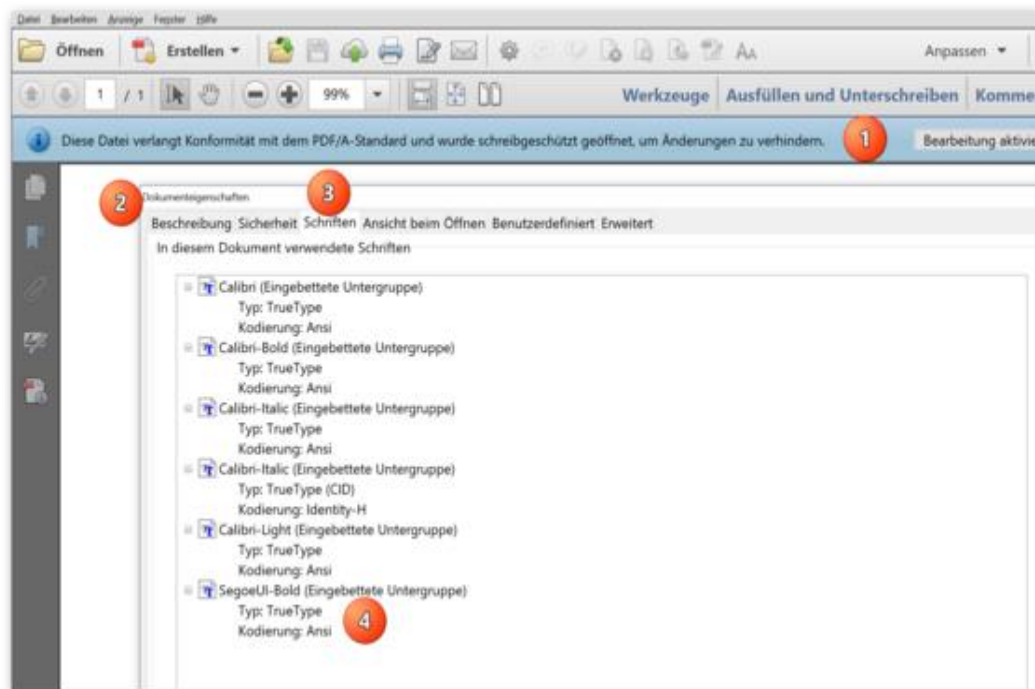 Datei Bearbeiten Anzeige Fenster Hilfe
Öffnen Erstellen Anpassen
1 / 1 99% Werkzeuge Ausfüllen und Unterschreiben Komme
Diese Datei verlangt Konformität mit dem PDF/A-Standard und wurde schreibgeschützt geöffnet, um Änderungen zu verhindern. 1 Bearbeitung aktivie
2 Dokumenteigenschaften 3
Beschreibung Sicherheit Schriften Ansicht beim Öffnen Benutzerdefiniert Erweitert
In diesem Dokument verwendete Schriften
Calibri (Eingebettete Untergruppe)
Typ: TrueType
Kodierung: Ansi
Calibri-Bold (Eingebettete Untergruppe)
Typ: TrueType
Kodierung: Ansi
Calibri-Italic (Eingebettete Untergruppe)
Typ: TrueType
Kodierung: Ansi
Calibri-Italic (Eingebettete Untergruppe)
Typ: TrueType (CID)
Kodierung: Identity-H
Calibri-Light (Eingebettete Untergruppe)
Typ: TrueType
Kodierung: Ansi
SegoeUI-Bold (Eingebettete Untergruppe)
Typ: TrueType
Kodierung: Ansi 4